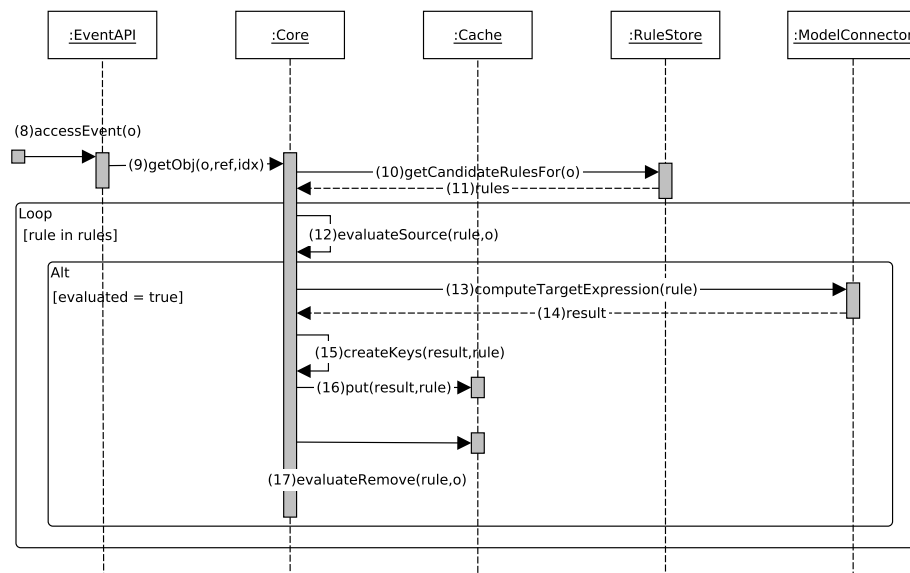 :EventAPI
:Core
:Cache
:RuleStore
:ModelConnector
(8)accessEvent(o)
(9)getObj(o,ref,idx)
(10)getCandidateRulesFor(o)
(11)rules
Loop
[rule in rules]
(12)evaluateSource(rule,o)
Alt
[evaluated = true]
(13)computeTargetExpression(rule)
(14)result
(15)createKeys(result,rule)
(16)put(result,rule)
(17)evaluateRemove(rule,o)